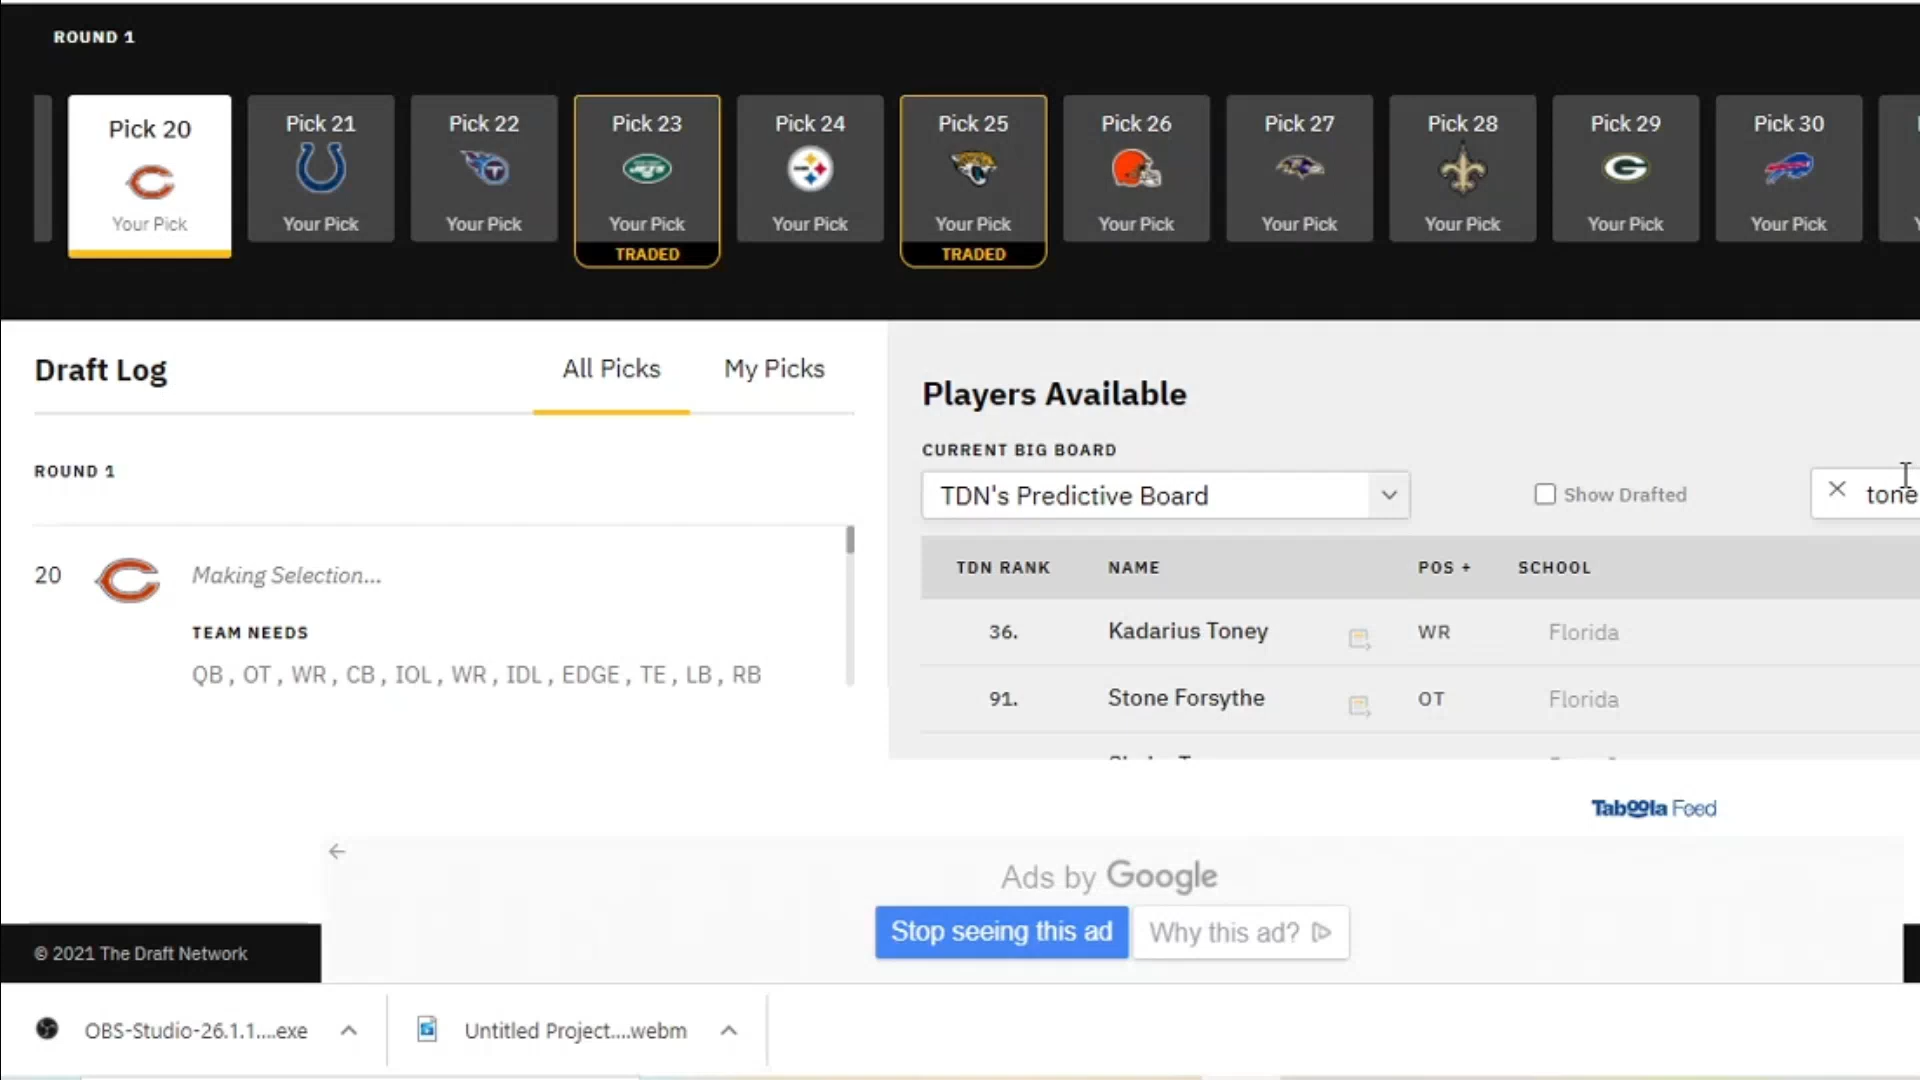 ROUND 1
Pick 20
Your Pick
Pick 21
Your Pick
Pick 22
Your Pick
Pick 23
Your Pick
TRADED
Pick 24
Your Pick
Pick 25
Your Pick
TRADED
Pick 26
Your Pick
Pick 27
Your Pick
Pick 28
Your Pick
Pick 29
Your Pick
Pick 30
Your Pick
Draft Log
All Picks
My Picks
ROUND 1
20
Making Selection...
TEAM NEEDS
QB , OT , WR , CB , IOL , WR , IDL , EDGE , TE , LB , RB
Players Available
CURRENT BIG BOARD
TDN's Predictive Board
Show Drafted
tone
TDN RANK NAME POS + SCHOOL
36. Kadarius Toney WR Florida
91. Stone Forsythe OT Florida
Taboola Feed
Ads by Google
Stop seeing this ad
Why this ad?
© 2021 The Draft Network
OBS-Studio-26.1.1....exe
Untitled Project....webm